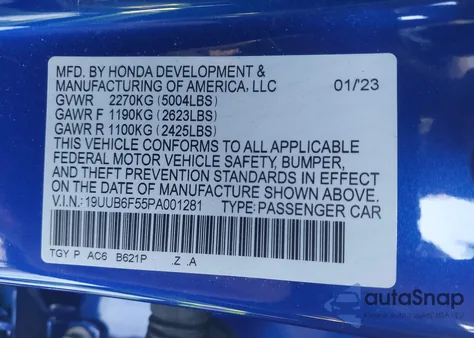 MFD. BY HONDA DEVELOPMENT &
MANUFACTURING OF AMERICA, LLC 01/23
GVWR 2270KG (5004LBS)
GAWR F 1190KG (2623LBS)
GAWR R 1100KG (2425LBS)
THIS VEHICLE CONFORMS TO ALL APPLICABLE
FEDERAL MOTOR VEHICLE SAFETY, BUMPER,
AND THEFT PREVENTION STANDARDS IN EFFECT
ON THE DATE OF MANUFACTURE SHOWN ABOVE.
V.I.N.: 19UUB6F55PA001281 TYPE: PASSENGER CAR
TGY P AC6 B621P .Z .A
autoSnap